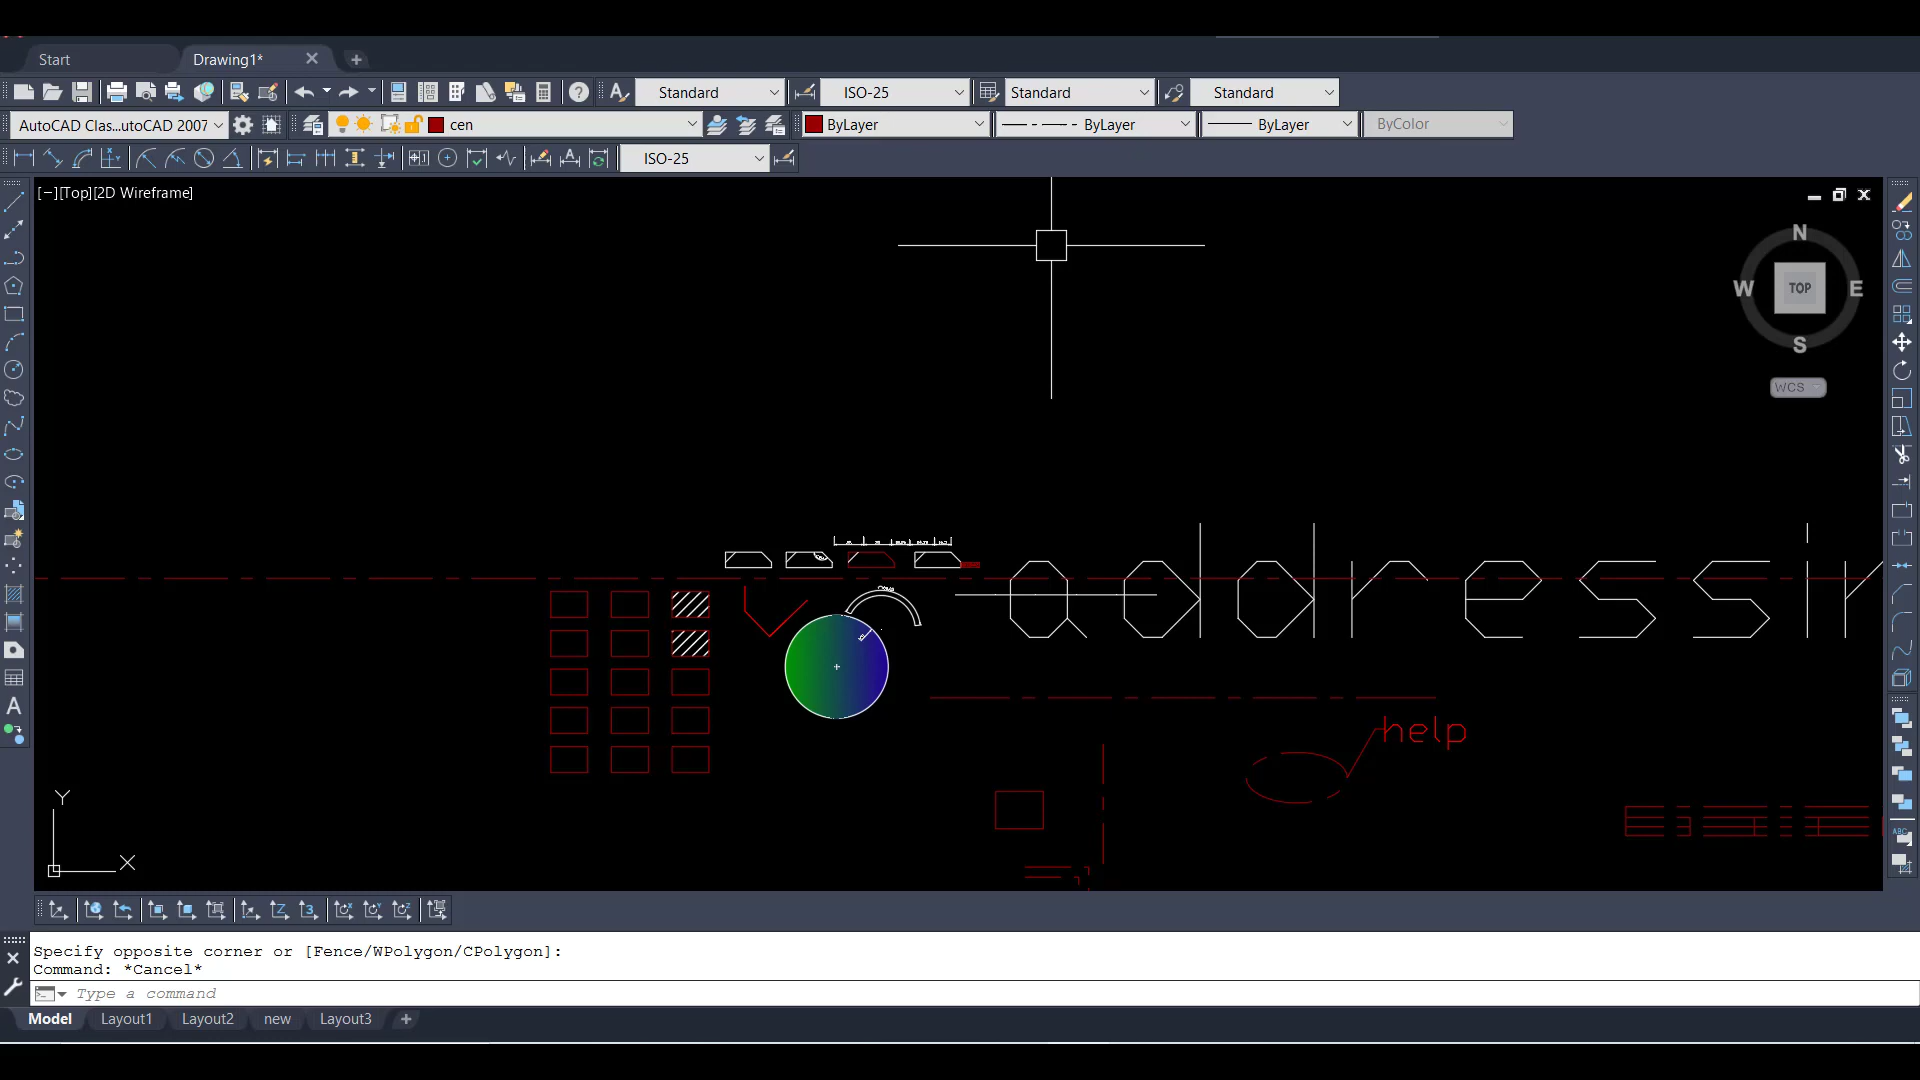 Start
Drawing1*
Standard
ISO-25
Standard
Standard
AutoCAD Clas...utoCAD 2007
cen
ByLayer
ByLayer
ByLayer
ByColor
ISO-25
[−][Top][2D Wireframe]
N
W
TOP
E
S
WCS
addressin
help
Y
X
A
Specify opposite corner or [Fence/WPolygon/CPolygon]:
Command: *Cancel*
Type a command
Model
Layout1
Layout2
new
Layout3